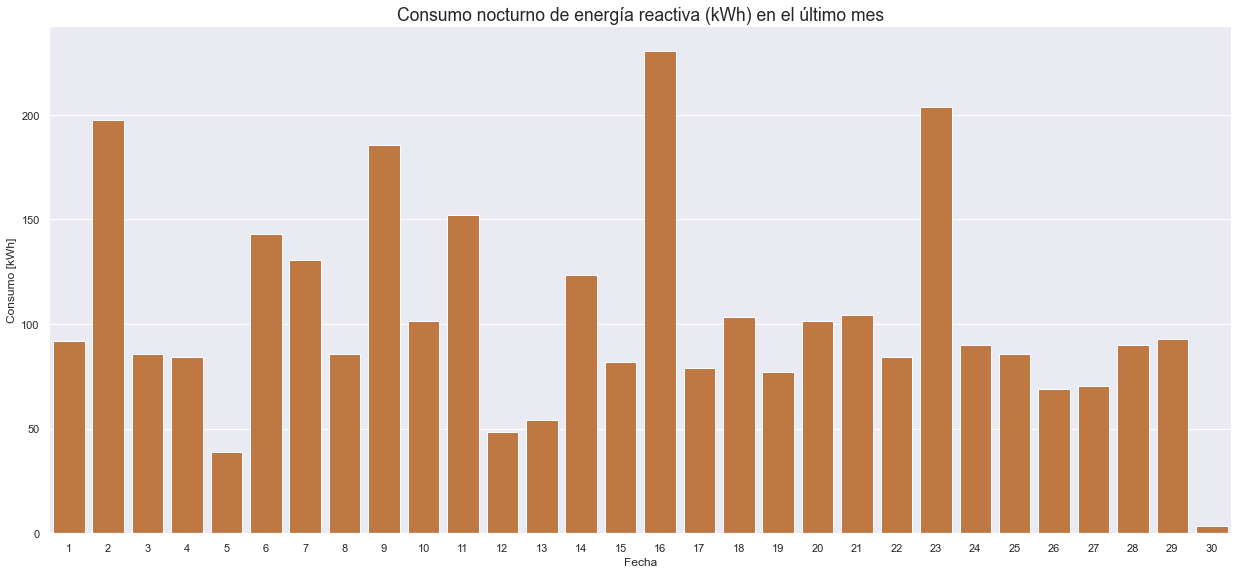 Consumo nocturno de energía reactiva (kWh) en el último mes
Consumo [kWh]
200
150
100
50
0
1 2 3 4 5 6 7 8 9 10 11 12 13 14 15 16 17 18 19 20 21 22 23 24 25 26 27 28 29 30
Fecha